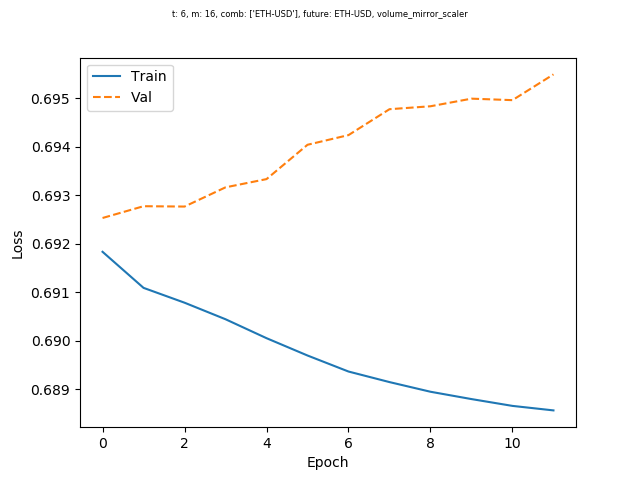 t: 6, m: 16, comb: ['ETH-USD'], future: ETH-USD, volume_mirror_scaler
Train
Val
0.695
0.694
0.693
0.692
0.691
0.690
0.689
Loss
0 2 4 6 8 10
Epoch